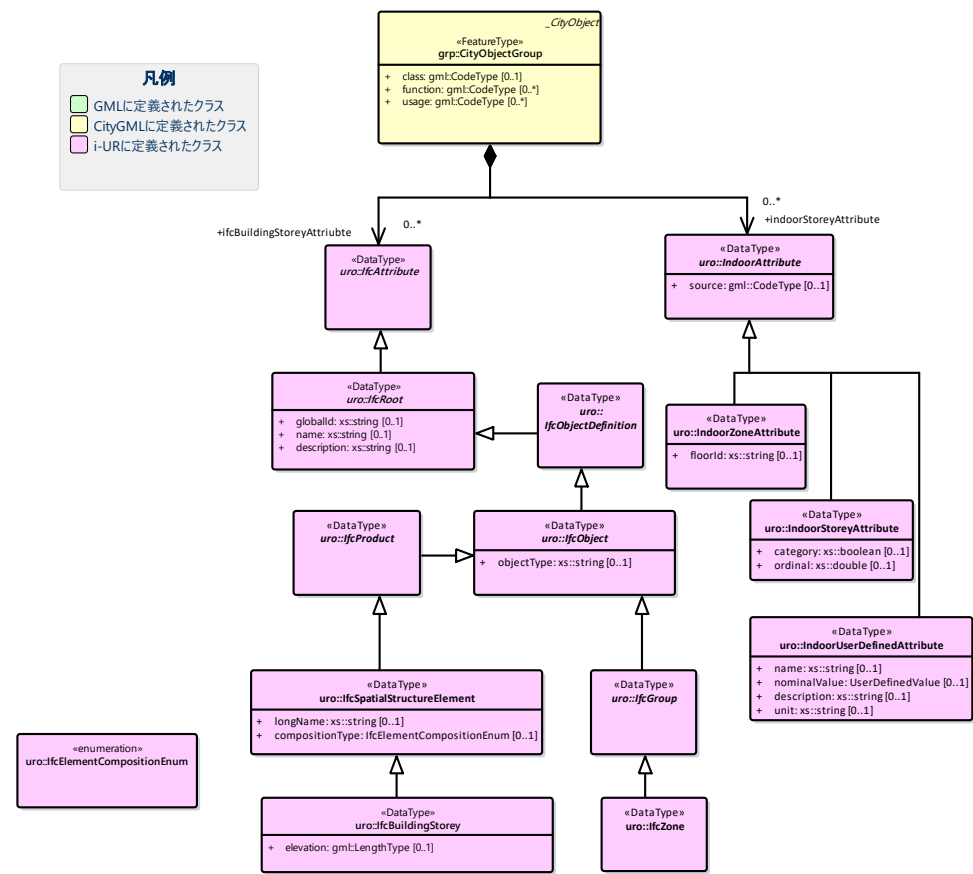 _CityObject
«FeatureType»
grp::CityObjectGroup
+ class: gml:CodeType [0..1]
+ function: gml:CodeType [0..*]
+ usage: gml:CodeType [0..*]
凡例
GMLに定義されたクラス
CityGMLに定義されたクラス
i-URに定義されたクラス
+ifcBuildingStoreyAttriubte
0..*
0..*
+indoorStoreyAttribute
«DataType»
uro::IfcAttribute
«DataType»
uro::IndoorAttribute
+ source: gml::CodeType [0..1]
«DataType»
uro::IfcRoot
+ globalId: xs::string [0..1]
+ name: xs::string [0..1]
+ description: xs::string [0..1]
«DataType»
uro::
IfcObjectDefinition
«DataType»
uro::IndoorZoneAttribute
+ floorId: xs::string [0..1]
«DataType»
uro::IfcProduct
«DataType»
uro::IfcObject
+ objectType: xs::string [0..1]
«DataType»
uro::IndoorStoreyAttribute
+ category: xs::boolean [0..1]
+ ordinal: xs::double [0..1]
«DataType»
uro::IndoorUserDefinedAttribute
+ name: xs::string [0..1]
+ nominalValue: UserDefinedValue [0..1]
+ description: xs::string [0..1]
+ unit: xs::string [0..1]
«DataType»
uro::IfcSpatialStructureElement
+ longName: xs::string [0..1]
+ compositionType: IfcElementCompositionEnum [0..1]
«DataType»
uro::IfcGroup
«enumeration»
uro::IfcElementCompositionEnum
«DataType»
uro::IfcBuildingStorey
+ elevation: gml::LengthType [0..1]
«DataType»
uro::IfcZone